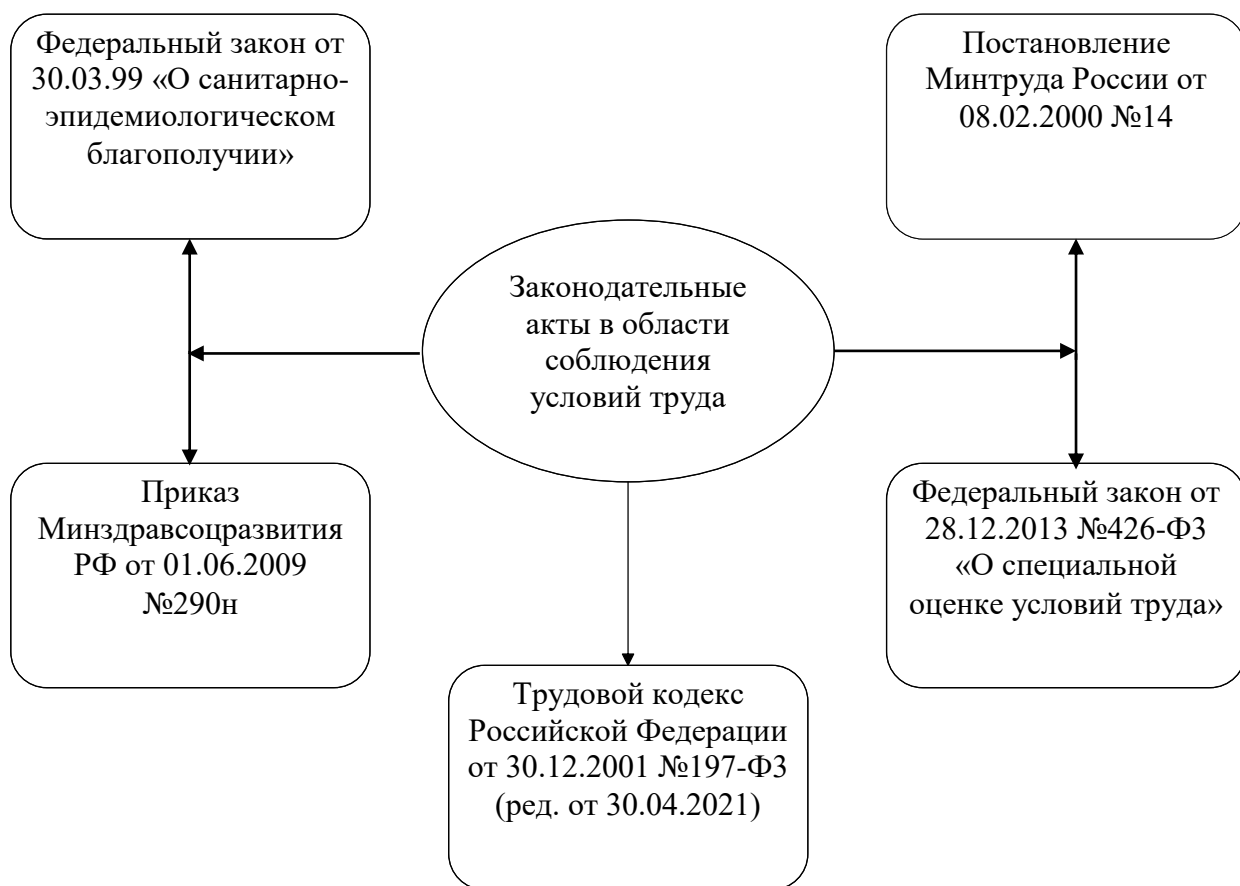 Федеральный закон от
30.03.99 «О санитарно-
эпидемиологическом
благополучии»
Постановление
Минтруда России от
08.02.2000 №14
Законодательные
акты в области
соблюдения
условий труда
Приказ
Минздравсоцразвития
РФ от 01.06.2009
№290н
Федеральный закон от
28.12.2013 №426-ФЗ
«О специальной
оценке условий труда»
Трудовой кодекс
Российской Федерации
от 30.12.2001 №197-ФЗ
(ред. от 30.04.2021)